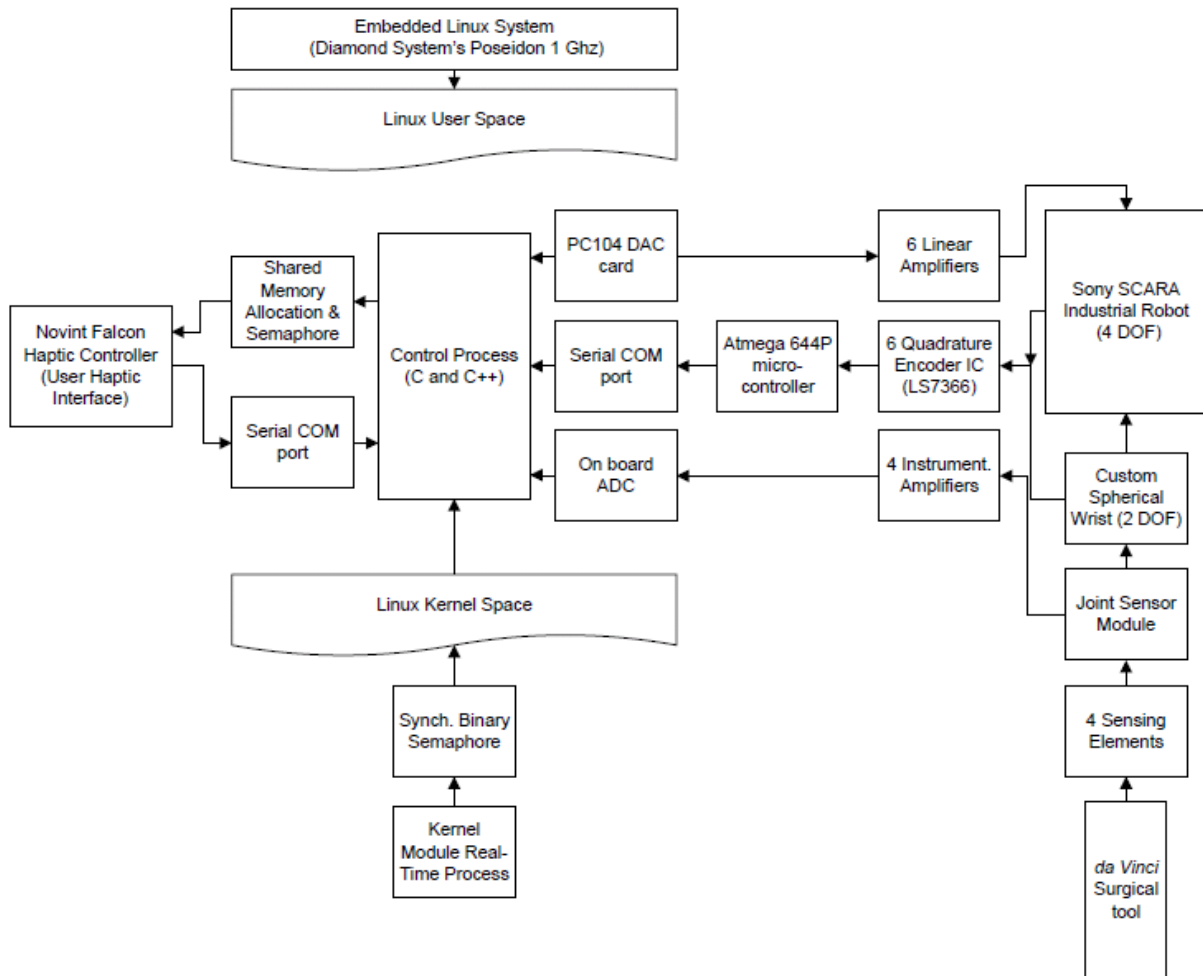 Embedded Linux System
(Diamond System's Poseidon 1 Ghz)
Linux User Space
PC104 DAC
card
6 Linear
Amplifiers
Sony SCARA
Industrial Robot
(4 DOF)
Shared
Memory
Allocation &
Semaphore
Novint Falcon
Haptic Controller
(User Haptic
Interface)
Control Process
(C and C++)
Serial COM
port
Atmega 644P
micro-
controller
6 Quadrature
Encoder IC
(LS7366)
Serial COM
port
On board
ADC
4 Instrument.
Amplifiers
Custom
Spherical
Wrist (2 DOF)
Linux Kernel Space
Joint Sensor
Module
Synch. Binary
Semaphore
4 Sensing
Elements
Kernel
Module Real-
Time Process
da Vinci
Surgical
tool